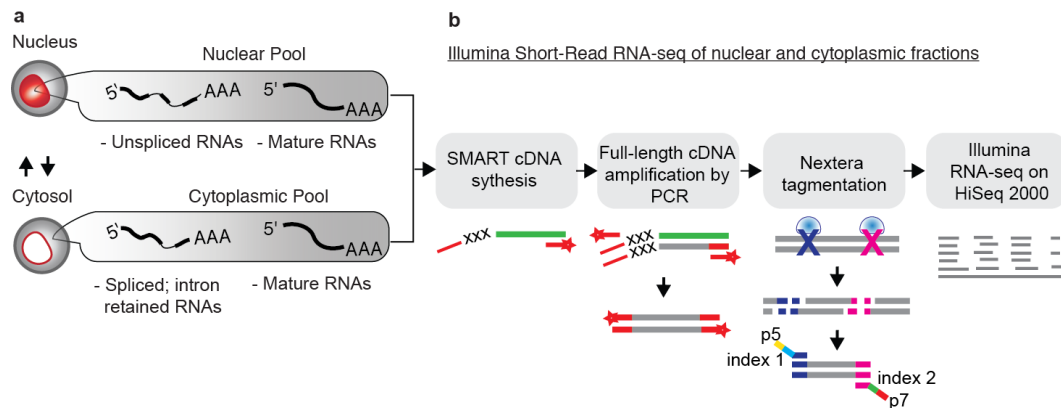 a
Nucleus
Nuclear Pool
5'
AAA
5'
AAA
- Unspliced RNAs
- Mature RNAs
Cytosol
Cytoplasmic Pool
5'
AAA
5'
AAA
- Spliced; intron
retained RNAs
- Mature RNAs
b
Illumina Short-Read RNA-seq of nuclear and cytoplasmic fractions
SMART cDNA
sythesis
Full-length cDNA
amplification by
PCR
Nextera
tagmentation
Illumina
RNA-seq on
HiSeq 2000
XXX
XXX
XXX
p5
index 1
index 2
p7